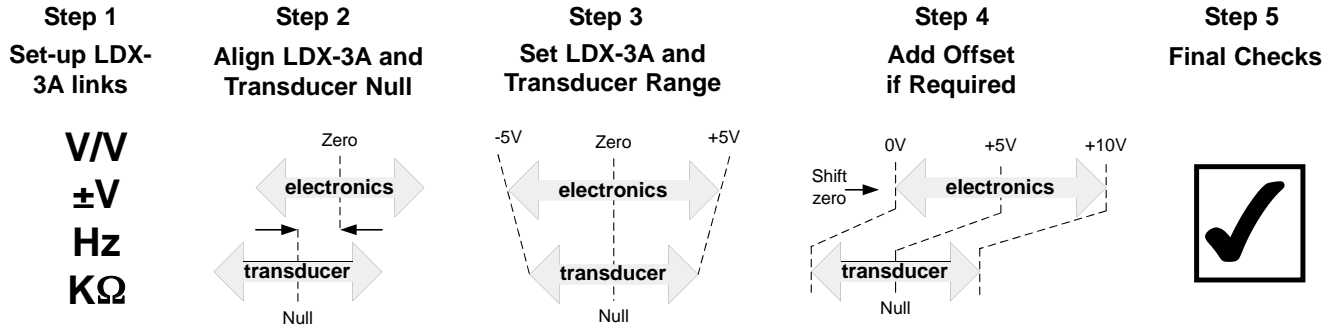 Step 1
Set-up LDX-
3A links
V/V
±V
Hz
KΩ
Step 2
Align LDX-3A and
Transducer Null
Zero
electronics
transducer
Null
Step 3
Set LDX-3A and
Transducer Range
-5V
Zero
+5V
electronics
transducer
Null
Step 4
Add Offset
if Required
0V
+5V
+10V
Shift
zero
electronics
transducer
Null
Step 5
Final Checks